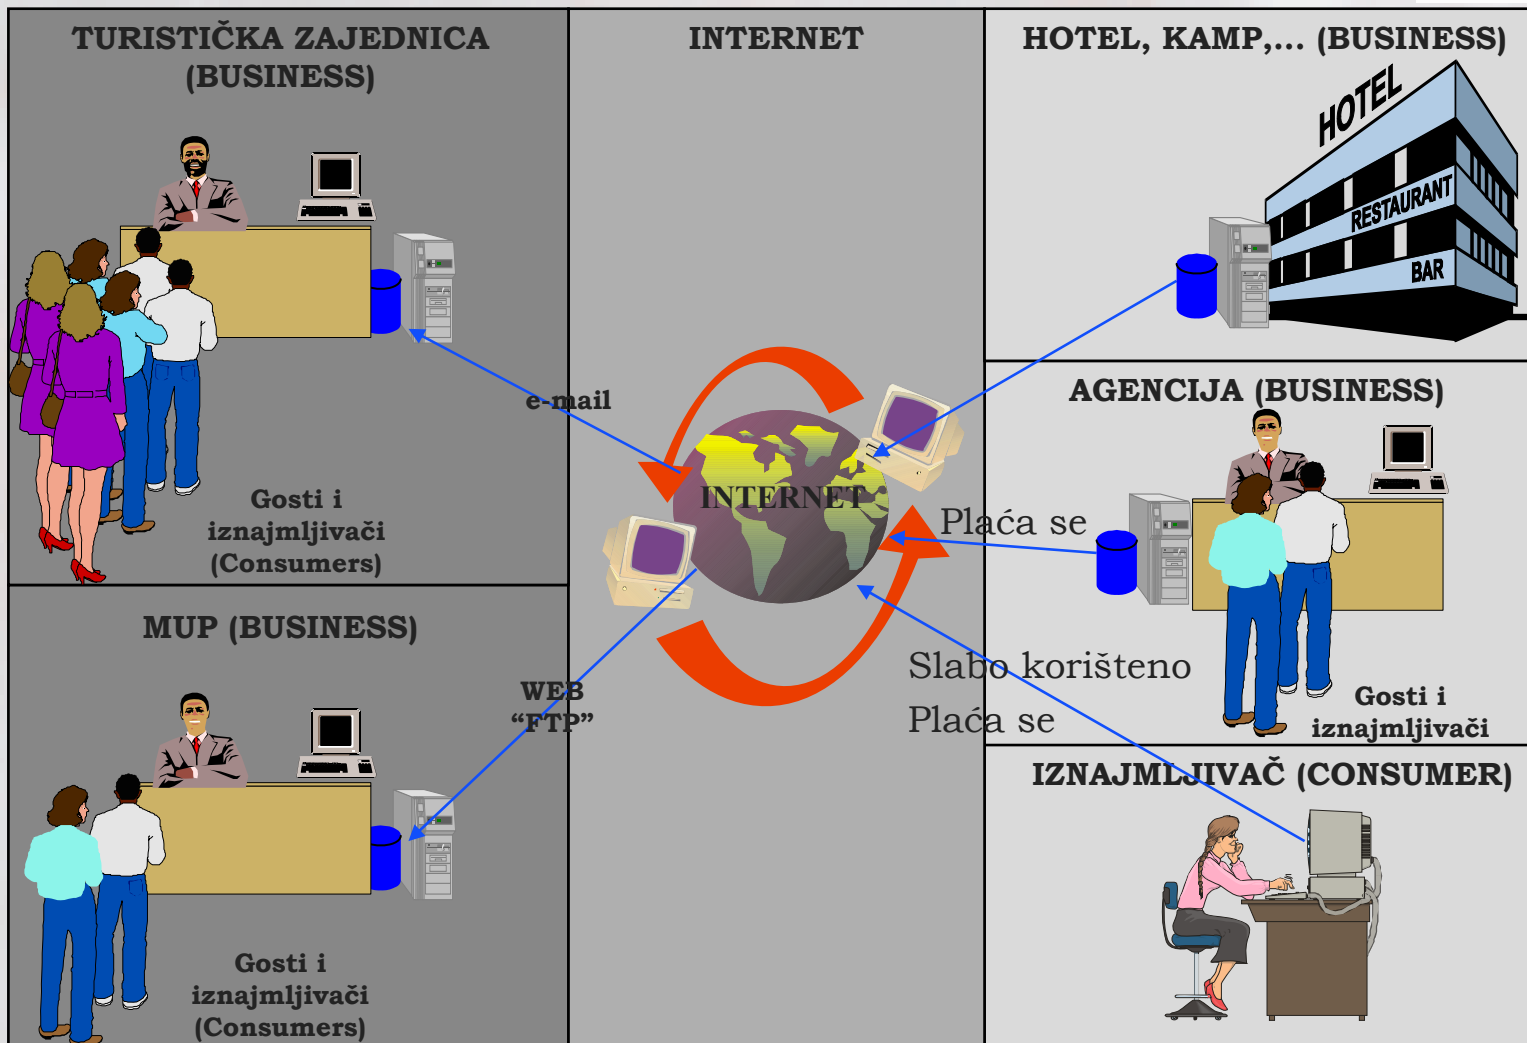 TURISTIČKA ZAJEDNICA
(BUSINESS)
Gosti i
iznajmljivači
(Consumers)
MUP (BUSINESS)
Gosti i
iznajmljivači
(Consumers)
INTERNET
e-mail
INTERNET
WEB
“FTP”
HOTEL, KAMP,... (BUSINESS)
HOTEL
RESTAURANT
BAR
AGENCIJA (BUSINESS)
Plaća se
Gosti i
iznajmljivači
Slabo korišteno
Plaća se
IZNAJMLJIVAČ (CONSUMER)